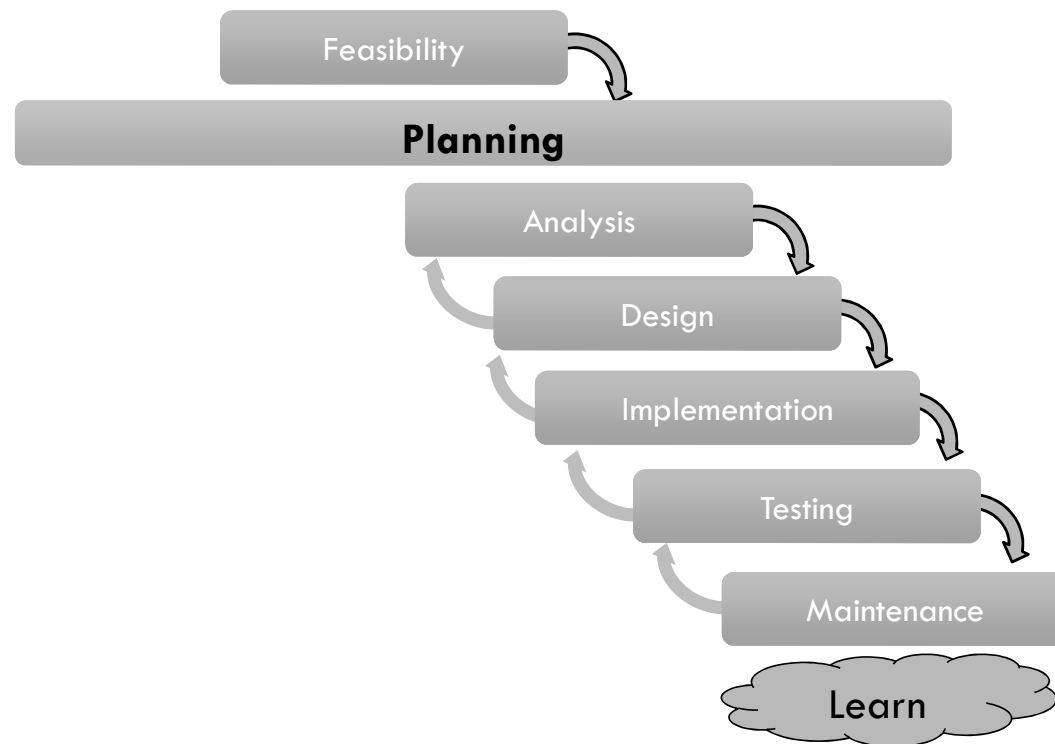 Feasibility
Planning
Analysis
Design
Implementation
Testing
Maintenance
Learn